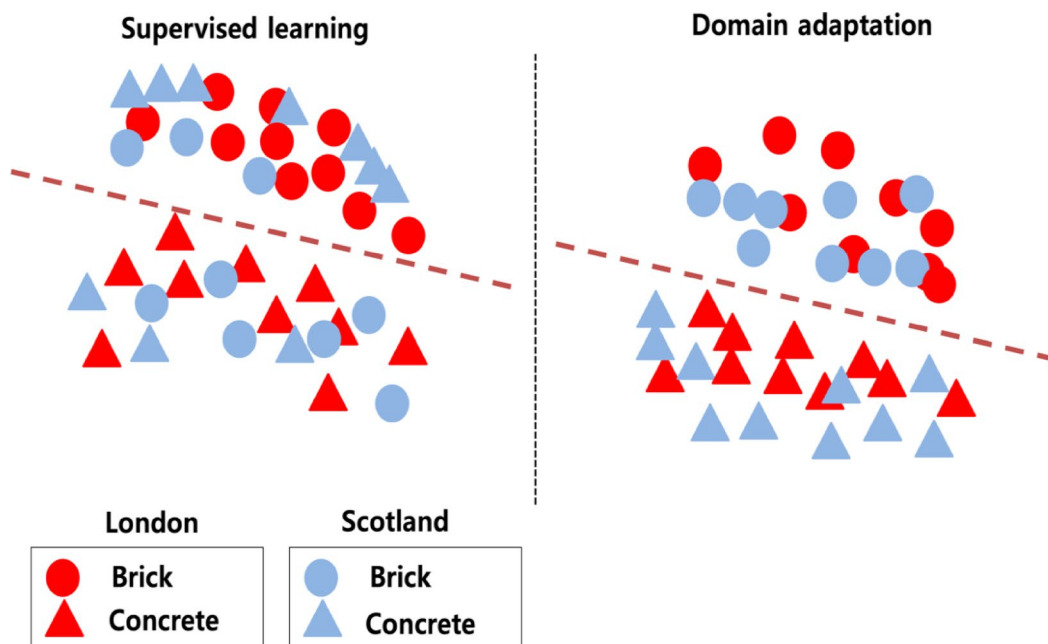 Supervised learning
Domain adaptation
London
Brick
Concrete
Scotland
Brick
Concrete